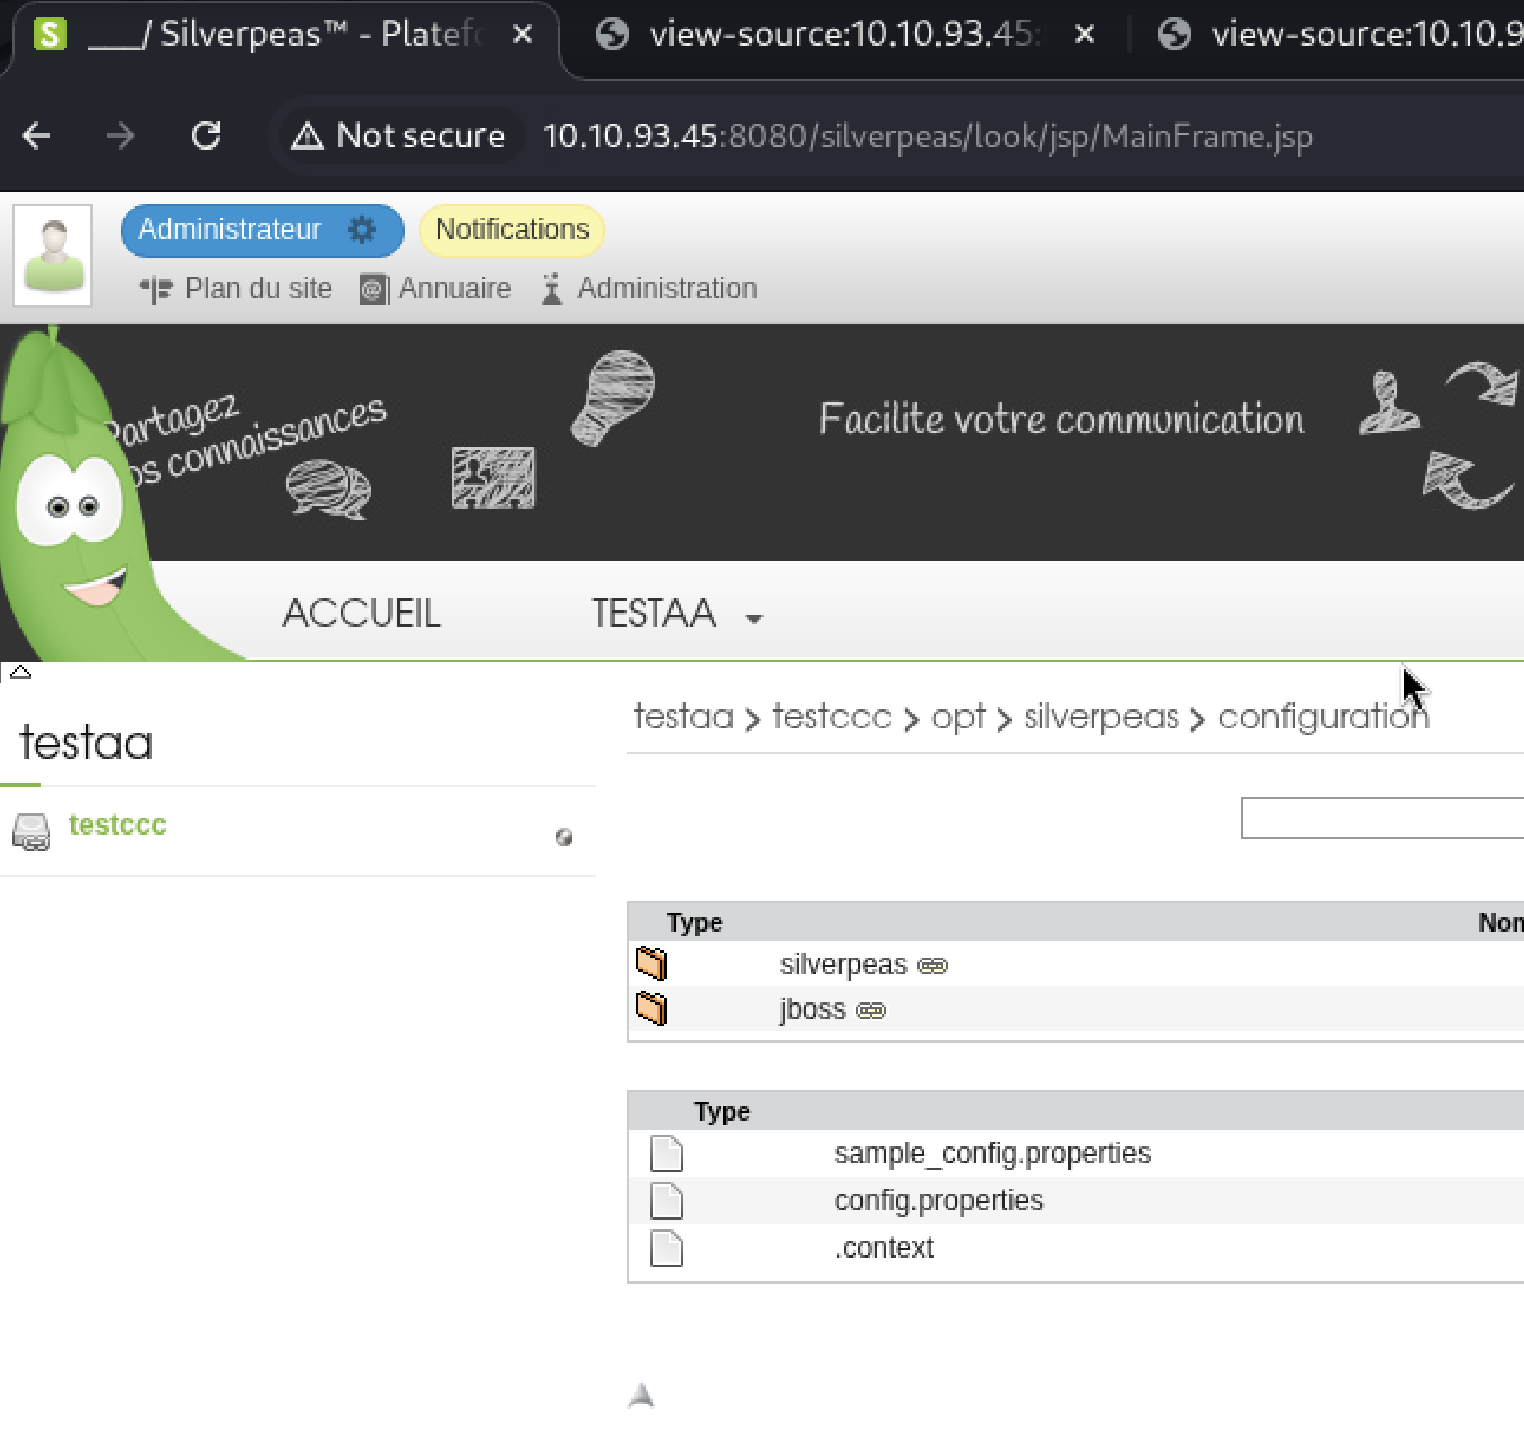 ___/ Silverpeas™ - Platef
view-source:10.10.93.45:
view-source:10.10.9
Not secure
10.10.93.45:8080/silverpeas/look/jsp/MainFrame.jsp
Administrateur
Notifications
Plan du site
Annuaire
Administration
Partagez
os connaissances
Facilite votre communication
ACCUEIL
TESTAA
testaa > testccc > opt > silverpeas > configuration
testaa
testccc
Type Nom
silverpeas
jboss
Type
sample_config.properties
config.properties
.context